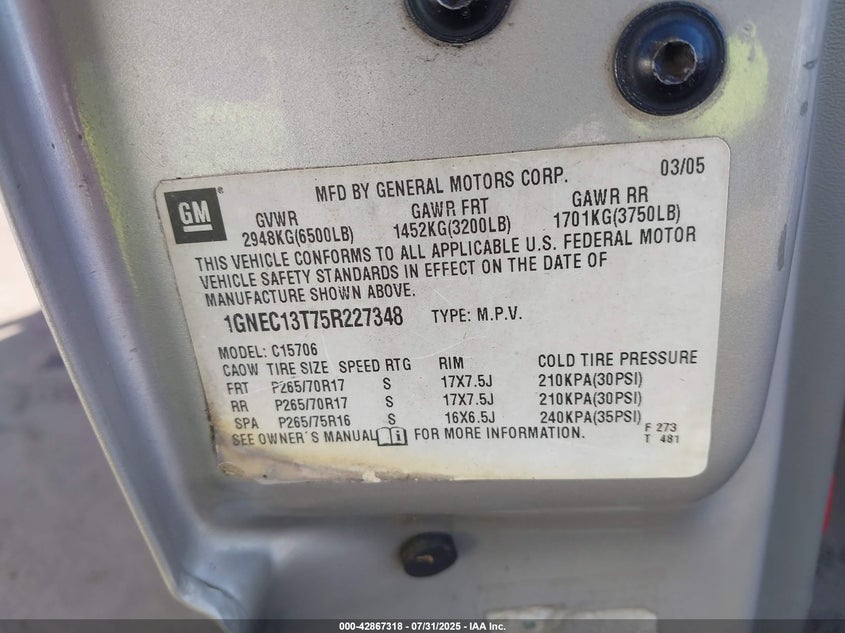 GM
®
MFD BY GENERAL MOTORS CORP. 03/05
GVWR GAWR FRT GAWR RR
2948KG(6500LB) 1452KG(3200LB) 1701KG(3750LB)
THIS VEHICLE CONFORMS TO ALL APPLICABLE U.S. FEDERAL MOTOR
VEHICLE SAFETY STANDARDS IN EFFECT ON THE DATE OF
MANUFACTURE SHOWN ABOVE.
1GNEC13T75R227348 TYPE: M.P.V.
MODEL: C15706
CAOW TIRE SIZE SPEED RTG RIM COLD TIRE PRESSURE
FRT P265/70R17 S 17X7.5J 210KPA(30PSI)
RR P265/70R17 S 17X7.5J 210KPA(30PSI)
SPA P265/75R16 S 16X6.5J 240KPA(35PSI)
SEE OWNER'S MANUAL i FOR MORE INFORMATION.
F 273
T 481
000-42867318 - 07/31/2025 - IAA Inc.